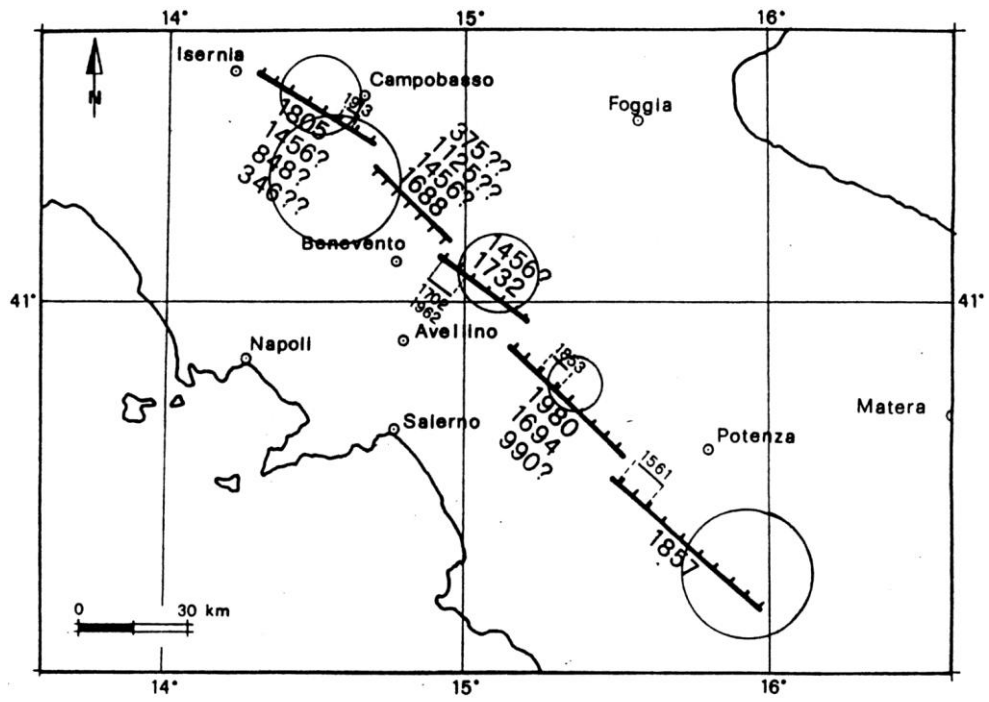 14° 15° 16°
Isernia
N
Campobasso
1913
1805
1456?
848?
346??
375??
1125??
1456?
1688
Foggia
Benevento
1456?
1732
1702
1962
41° 41°
Avellino
Napoli
1853
1980
1694
990?
Matera
Salerno
Potenza
1561
1857
0 30 km
14° 15° 16°